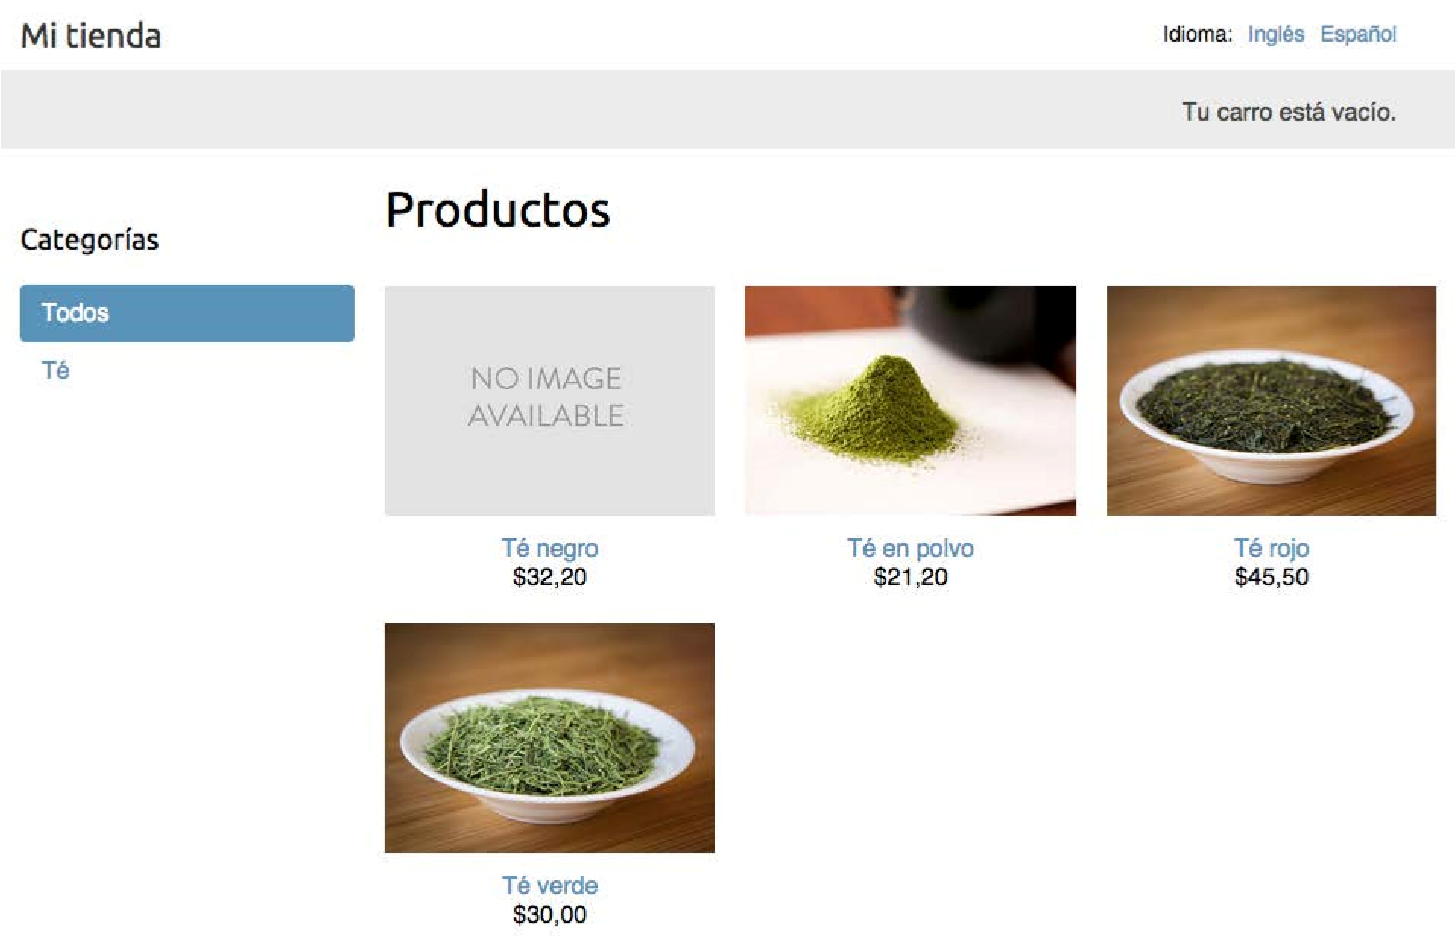 Mi tienda
Idioma: Inglés Español
Tu carro está vacío.
Productos
Categorías
Todos
Té
NO IMAGE
AVAILABLE
Té negro
$32,20
Té en polvo
$21,20
Té rojo
$45,50
Té verde
$30,00